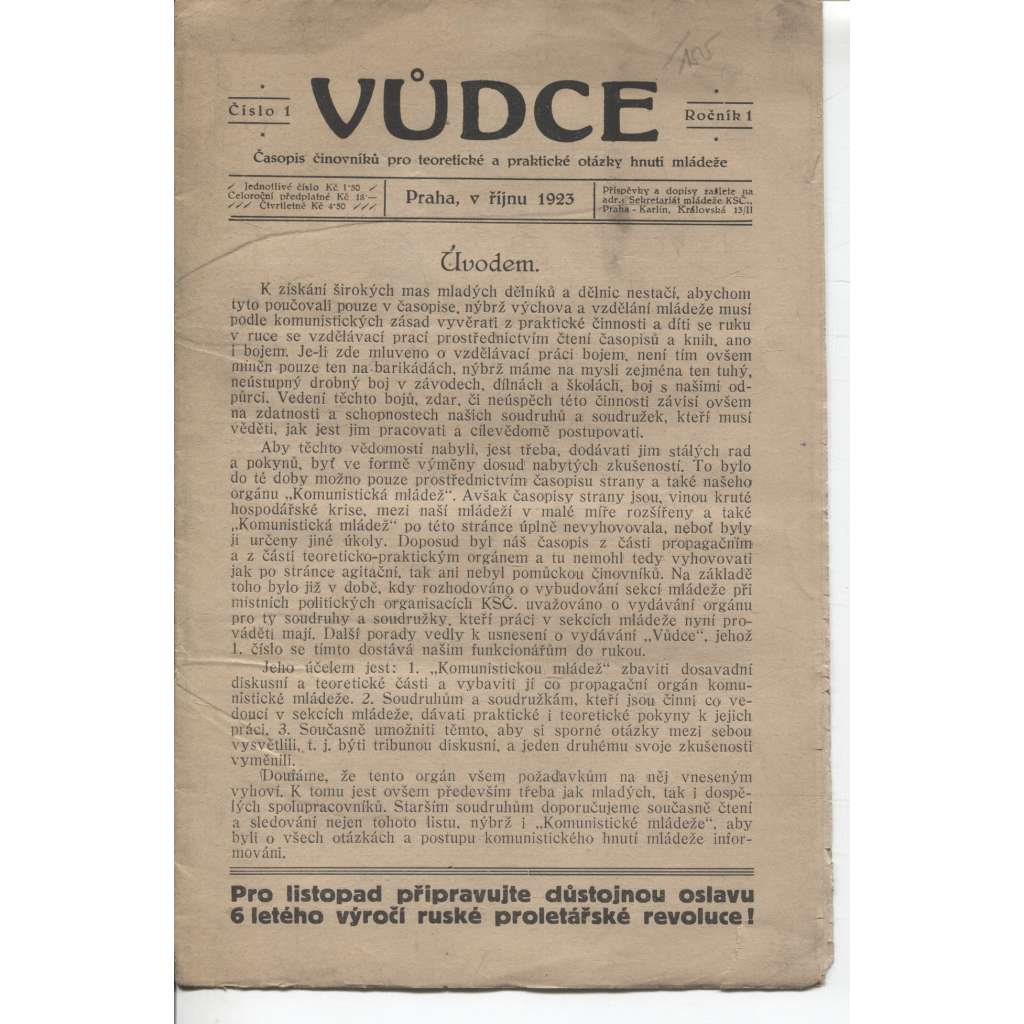 Číslo 1
VŮDCE
Ročník 1
Časopis činovníků pro teoretické a praktické otázky hnutí mládeže
Jednotlivé číslo Kč 1·50
Celoroční předplatné Kč 18·—
Čtvrtletně Kč 4·50
Praha, v říjnu 1923
Příspěvky a dopisy zašlete na
adr.: Sekretariát mládeže KSČ.,
Praha - Karlín, Královská 13/II
Úvodem.
K získání širokých mas mladých dělníků a dělnic nestačí, abychom
tyto poučovali pouze v časopise, nýbrž výchova a vzdělání mládeže musí
podle komunistických zásad vyvěrati z praktické činnosti a díti se ruku
v ruce se vzdělávací prací prostřednictvím čtení časopisů a knih, ano
i bojem. Je-li zde mluveno o vzdělávací práci bojem, není tím ovšem
míněn pouze ten na barikádách, nýbrž máme na mysli zejména ten tuhý,
neústupný drobný boj v závodech, dílnách a školách, boj s našimi od-
půrci. Vedení těchto bojů, zdar, či neúspěch této činnosti závisí ovšem
na zdatnosti a schopnostech našich soudruhů a soudružek, kteří musí
věděti, jak jest jim pracovati a cílevědomě postupovati.
Aby těchto vědomostí nabyli, jest třeba, dodávati jim stálých rad
a pokynů, byť ve formě výměny dosud nabytých zkušeností. To bylo
do té doby možno pouze prostřednictvím časopisu strany a také našeho
orgánu „Komunistická mládež“. Avšak časopisy strany jsou, vinou kruté
hospodářské krise, mezi naší mládeží v malé míře rozšířeny a také
„Komunistická mládež“ po této stránce úplně nevyhovovala, neboť byly
jí určeny jiné úkoly. Doposud byl náš časopis z části propagačním
a z části teoreticko-praktickým orgánem a tu nemohl tedy vyhovovati
jak po stránce agitační, tak ani nebyl pomůckou činovníků. Na základě
toho bylo již v době, kdy rozhodováno o vybudování sekcí mládeže při
místních politických organisacích KSČ. uvažováno o vydávání orgánu
pro ty soudruhy a soudružky, kteří práci v sekcích mládeže nyní pro-
váděti mají. Další porady vedly k usnesení o vydávání „Vůdce“, jehož
1. číslo se tímto dostává našim funkcionářům do rukou.
Jeho účelem jest: 1. „Komunistickou mládež“ zbaviti dosavadní
diskusní a teoretické části a vybaviti ji co propagační orgán komu-
nistické mládeže. 2. Soudruhům a soudružkám, kteří jsou činní co ve-
doucí v sekcích mládeže, dávati praktické i teoretické pokyny k jejich
práci. 3. Současně umožniti těmto, aby si sporné otázky mezi sebou
vysvětlili, t. j. býti tribunou diskusní, a jeden druhému svoje zkušenosti
vyměnili.
Doufáme, že tento orgán všem požadavkům na něj vneseným
vyhoví. K tomu jest ovšem především třeba jak mladých, tak i dospě-
lých spolupracovníků. Starším soudruhům doporučujeme současně čtení
a sledování nejen tohoto listu, nýbrž i „Komunistické mládeže“, aby
byli o všech otázkách a postupu komunistického hnutí mládeže infor-
mováni.
Pro listopad připravujte důstojnou oslavu
6 letého výročí ruské proletářské revoluce!